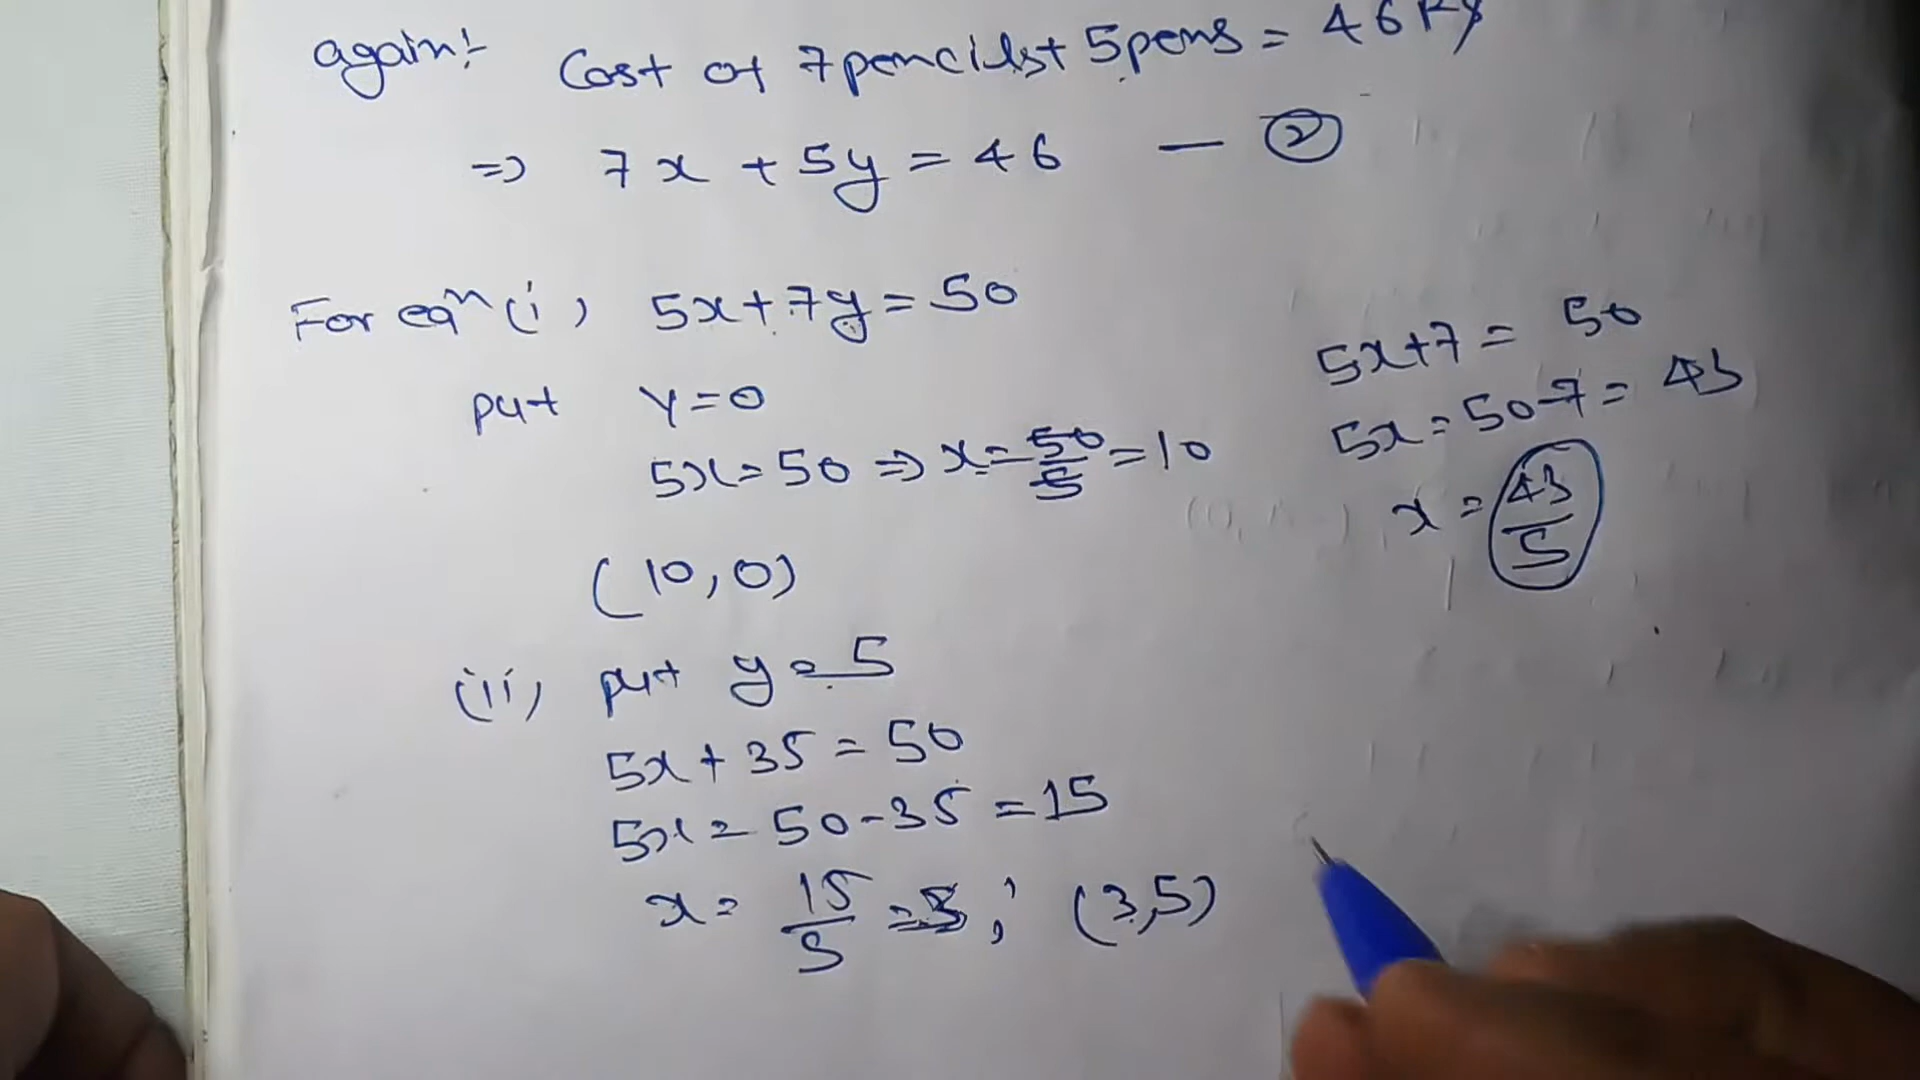 again:- Cost of 7 pencils + 5 pens = 46 Rs
=> 7x + 5y = 46 — ②
For eqⁿ (i) 5x + 7y = 50
put y = 0
5x = 50 => x = 50/5 = 10
(10, 0)
(ii) put y = 5
5x + 35 = 50
5x = 50 - 35 = 15
x = 15/5 = 3 ; (3, 5)
5x + 7 = 50
5x = 50 - 7 = 43
x = 43/5